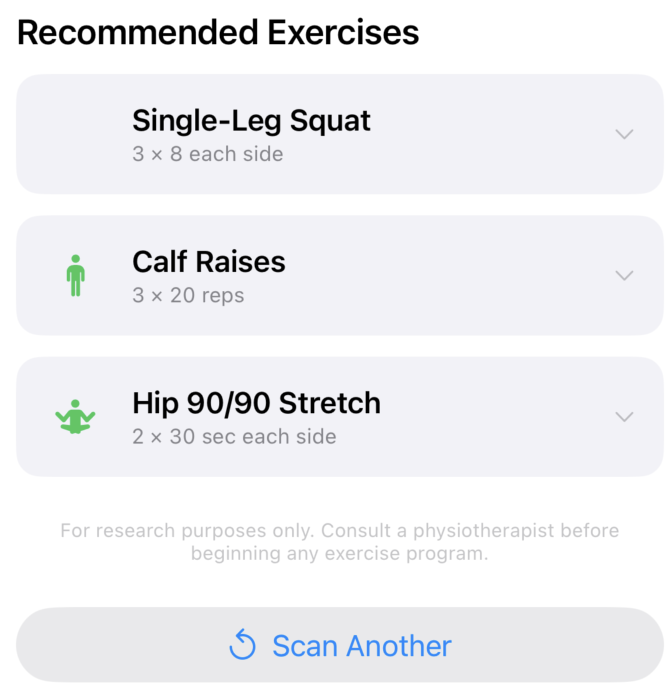 Recommended Exercises
Single-Leg Squat
3 × 8 each side
Calf Raises
3 × 20 reps
Hip 90/90 Stretch
2 × 30 sec each side
For research purposes only. Consult a physiotherapist before
beginning any exercise program.
Scan Another